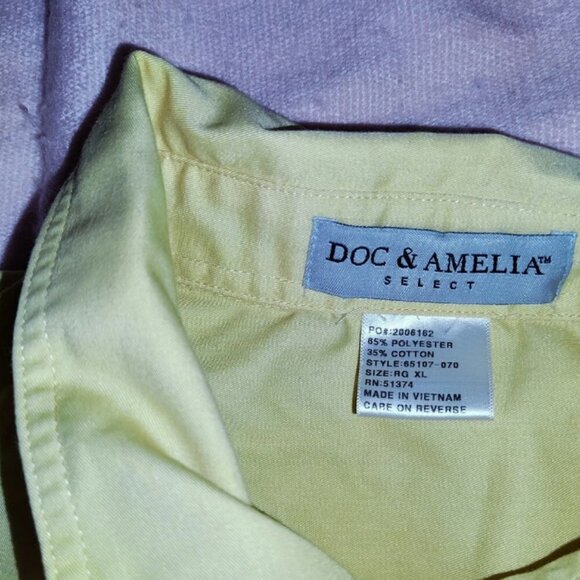 DOC & AMELIA™
SELECT
PO#:2006162
65% POLYESTER
35% COTTON
STYLE:65107-070
SIZE:RG XL
RN:51374
MADE IN VIETNAM
CARE ON REVERSE